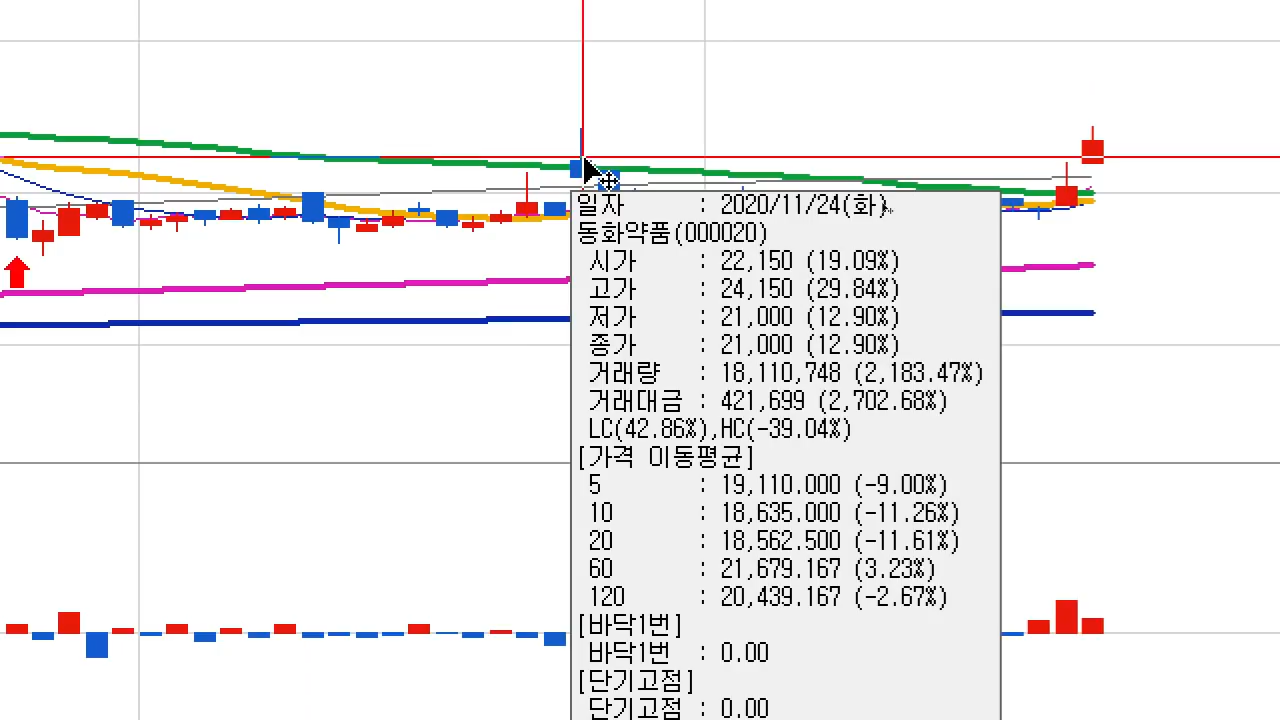 일자 : 2020/11/24(화)
동화약품(000020)
시가 : 22,150 (19.09%)
고가 : 24,150 (29.84%)
저가 : 21,000 (12.90%)
종가 : 21,000 (12.90%)
거래량 : 18,110,748 (2,183.47%)
거래대금 : 421,699 (2,702.68%)
LC(42.86%),HC(-39.04%)
[가격 이동평균]
5 : 19,110.000 (-9.00%)
10 : 18,635.000 (-11.26%)
20 : 18,562.500 (-11.61%)
60 : 21,679.167 (3.23%)
120 : 20,439.167 (-2.67%)
[바닥1번]
바닥1번 : 0.00
[단기고점]
단기고점 : 0.00